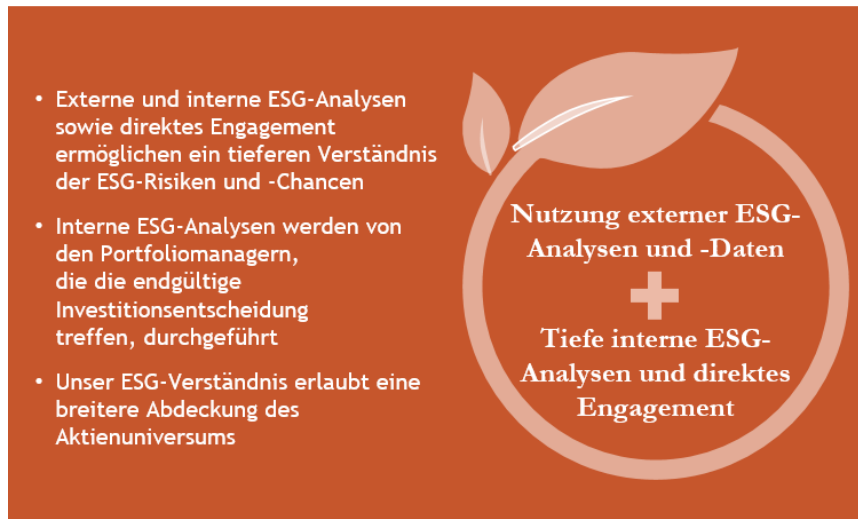 • Externe und interne ESG-Analysen
sowie direktes Engagement
ermöglichen ein tieferen Verständnis
der ESG-Risiken und -Chancen
• Interne ESG-Analysen werden von
den Portfoliomanagern,
die die endgültige
Investitionsentscheidung
treffen, durchgeführt
• Unser ESG-Verständnis erlaubt eine
breitere Abdeckung des
Aktienuniversums
Nutzung externer ESG-
Analysen und -Daten
+
Tiefe interne ESG-
Analysen und direktes
Engagement